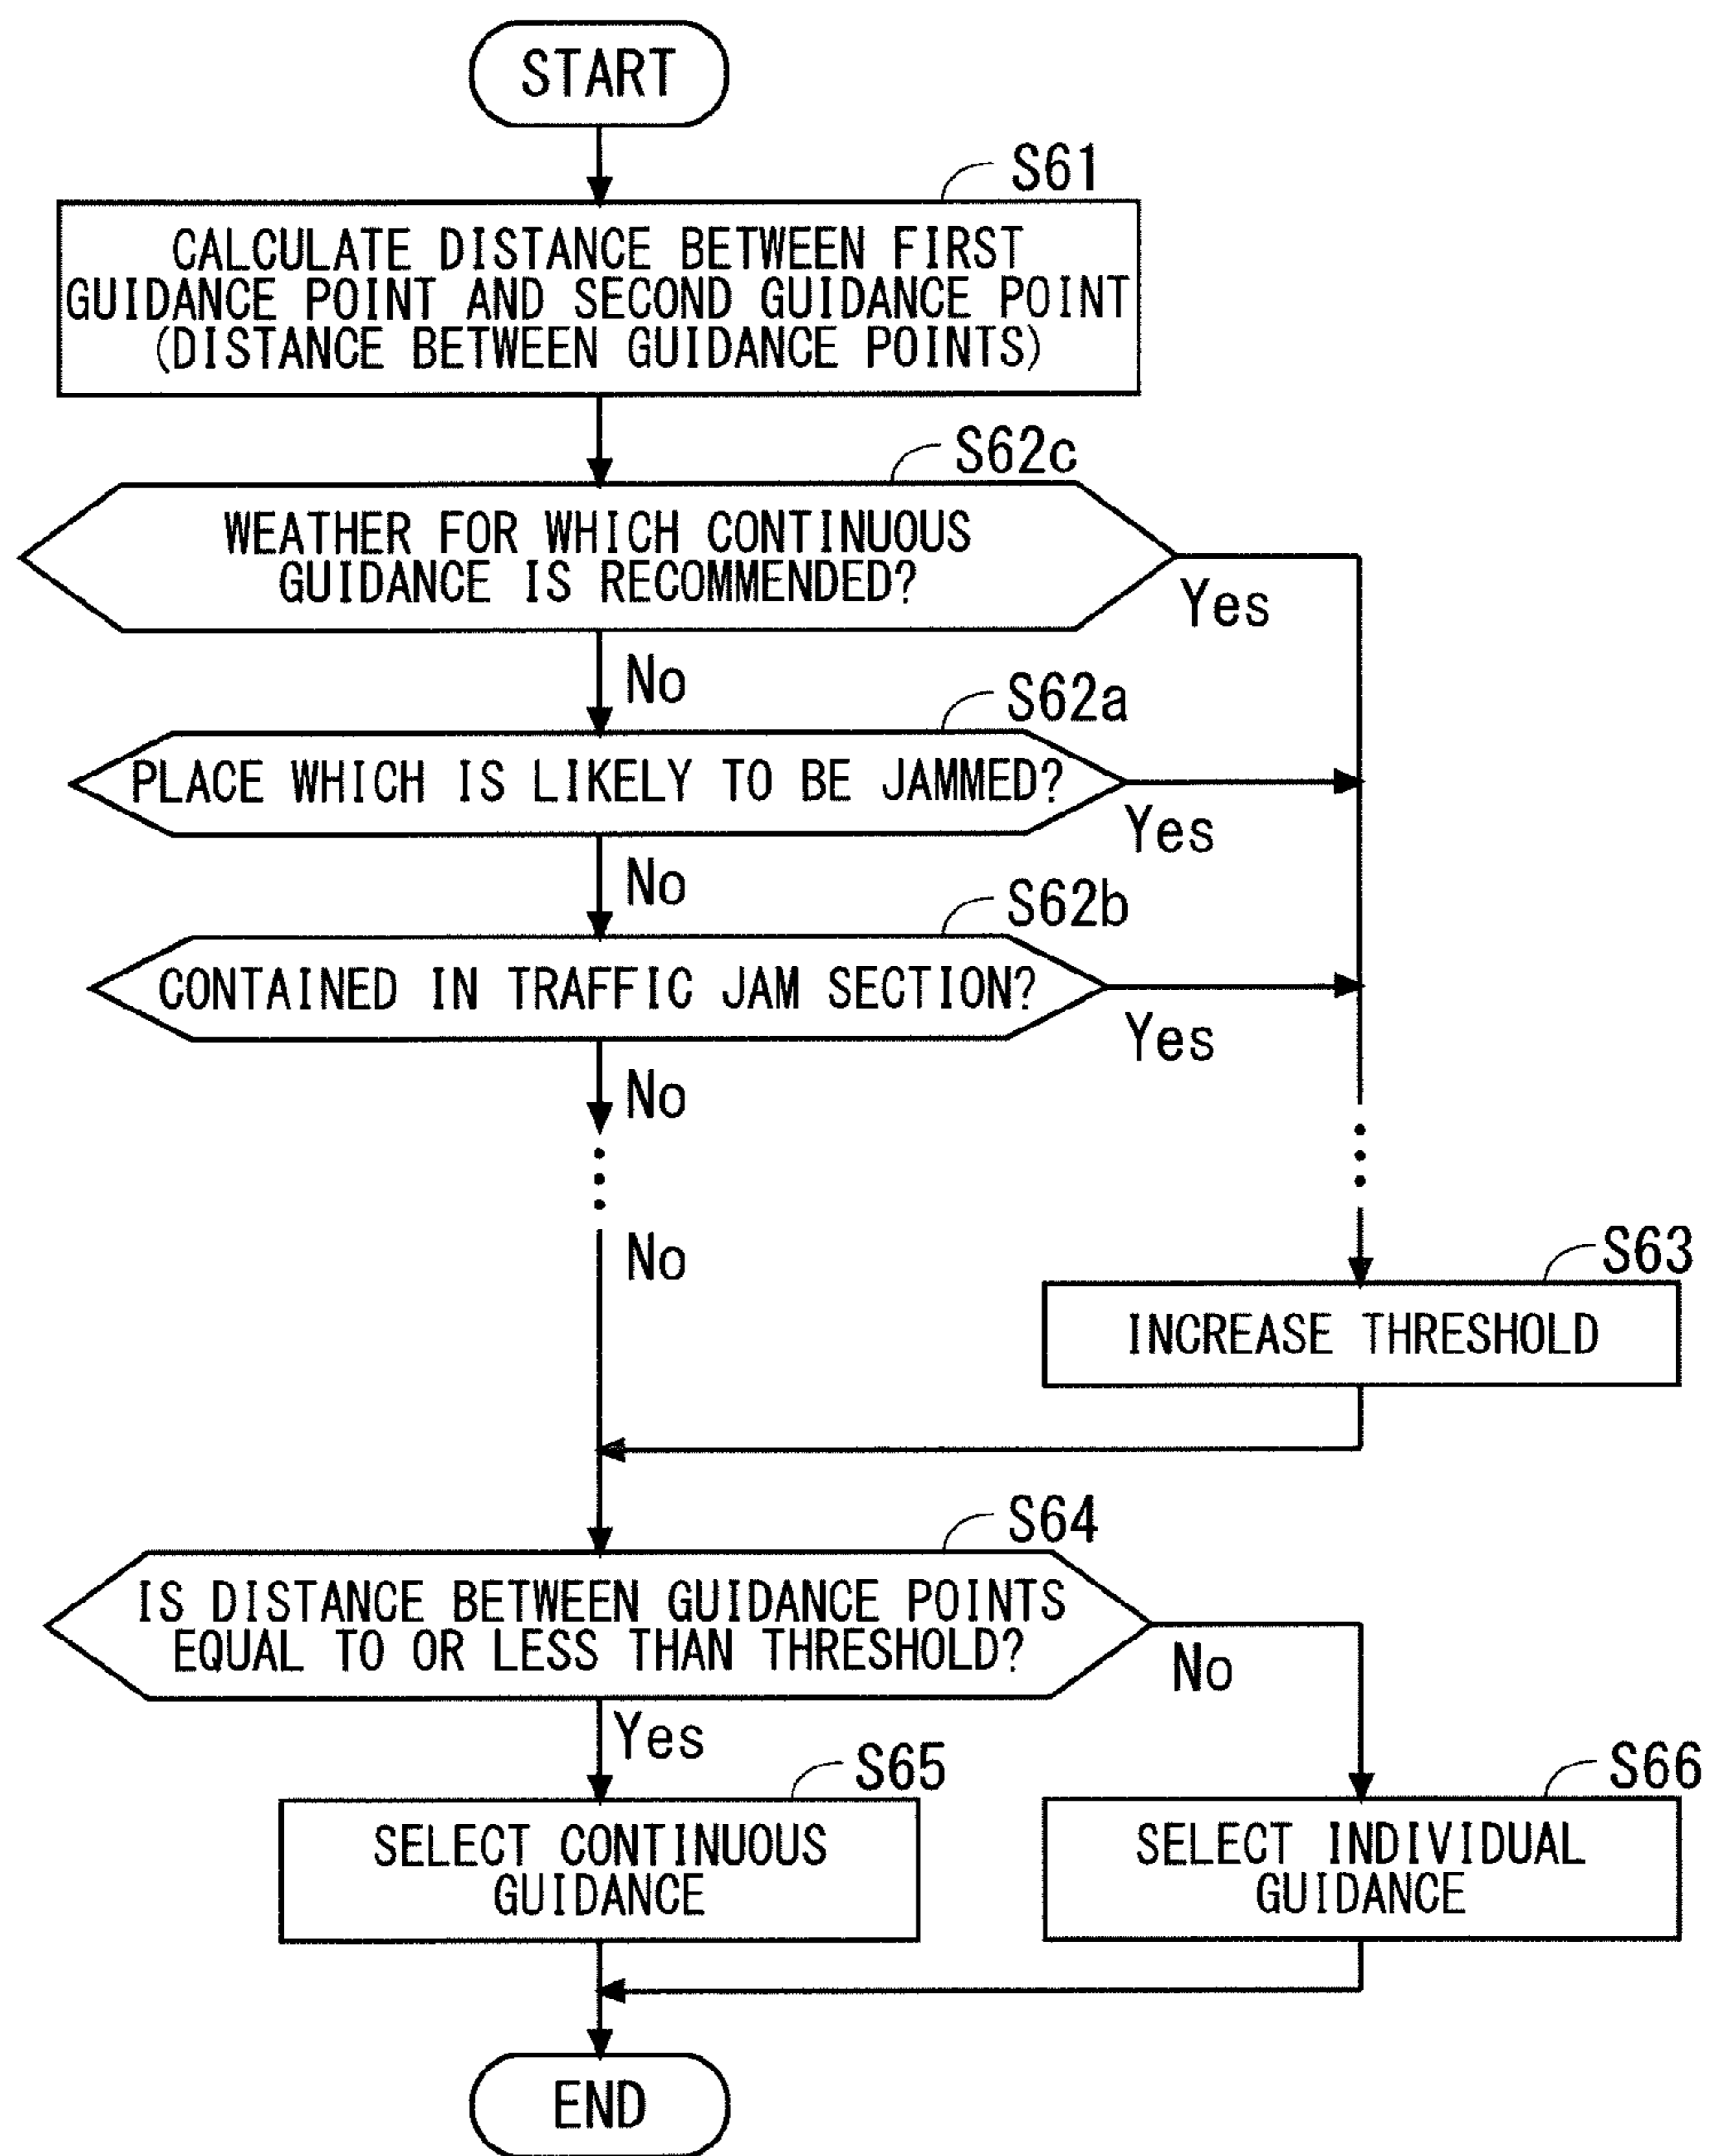 START
S61
CALCULATE DISTANCE BETWEEN FIRST
GUIDANCE POINT AND SECOND GUIDANCE POINT
(DISTANCE BETWEEN GUIDANCE POINTS)
S62c
WEATHER FOR WHICH CONTINUOUS
GUIDANCE IS RECOMMENDED?
Yes
No
S62a
PLACE WHICH IS LIKELY TO BE JAMMED?
Yes
No
S62b
CONTAINED IN TRAFFIC JAM SECTION?
Yes
No
No
S63
INCREASE THRESHOLD
S64
IS DISTANCE BETWEEN GUIDANCE POINTS
EQUAL TO OR LESS THAN THRESHOLD?
No
Yes
S65
SELECT CONTINUOUS
GUIDANCE
S66
SELECT INDIVIDUAL
GUIDANCE
END